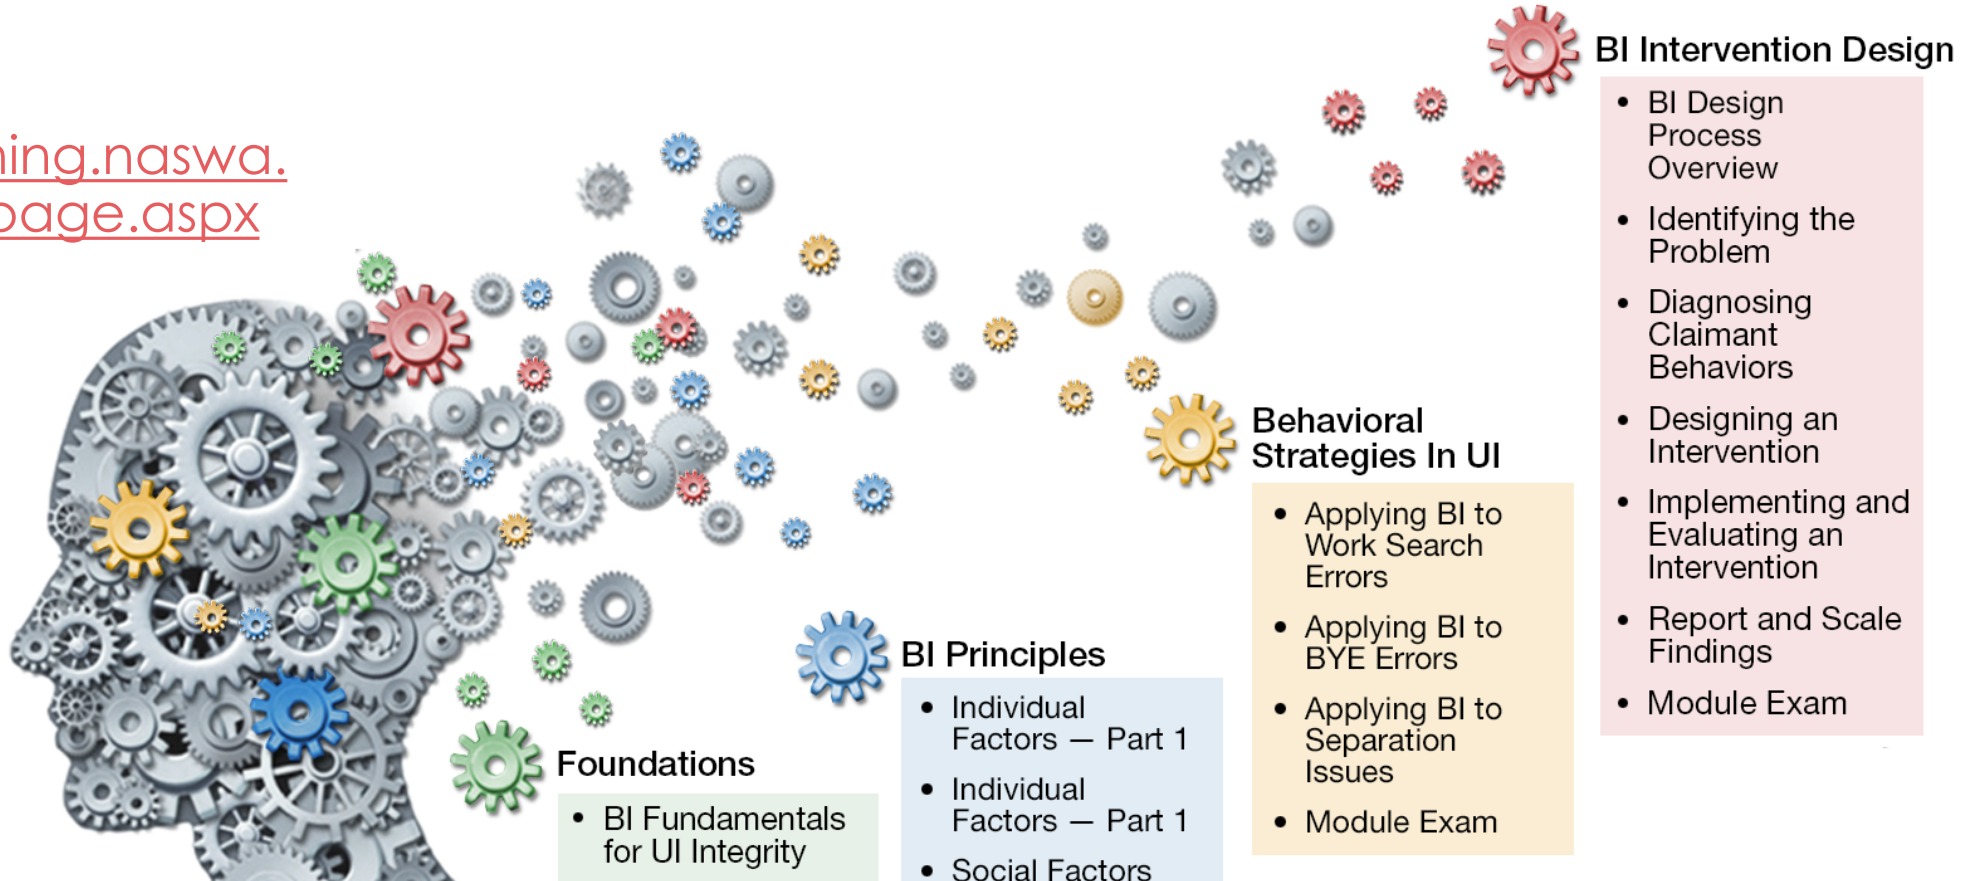 ning.naswa.
page.aspx
BI Intervention Design
• BI Design
Process
Overview
• Identifying the
Problem
• Diagnosing
Claimant
Behaviors
• Designing an
Intervention
• Implementing and
Evaluating an
Intervention
• Report and Scale
Findings
• Module Exam
Behavioral
Strategies In UI
• Applying BI to
Work Search
Errors
• Applying BI to
BYE Errors
• Applying BI to
Separation
Issues
• Module Exam
BI Principles
• Individual
Factors — Part 1
• Individual
Factors — Part 1
• Social Factors
Foundations
• BI Fundamentals
for UI Integrity